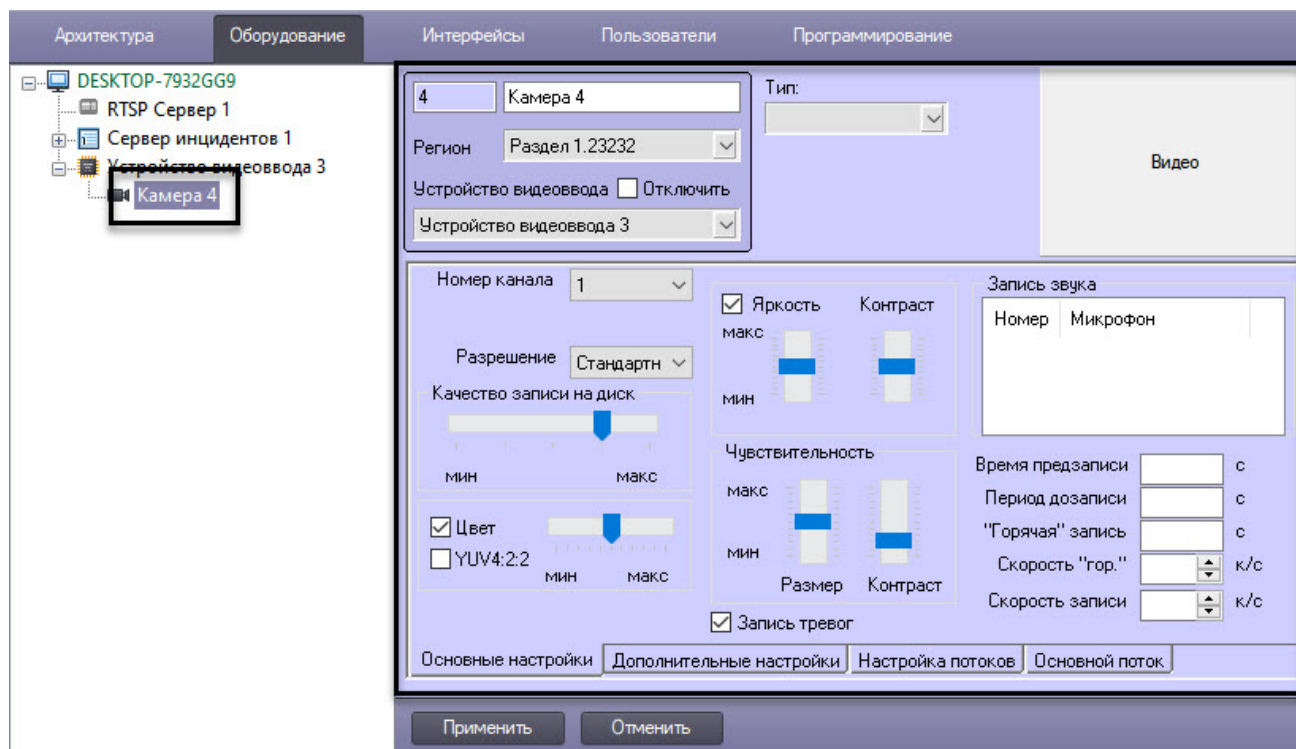 Архитектура Оборудование Интерфейсы Пользователи Программирование
DESKTOP-7932GG9
RTSP Сервер 1
Сервер инцидентов 1
Устройство видеоввода 3
Камера 4
4 Камера 4
Регион Раздел 1.23232
Устройство видеоввода Отключить
Устройство видеоввода 3
Тип:
Видео
Номер канала 1
Разрешение Стандартн
Качество записи на диск
мин макс
Цвет
YUV4:2:2
мин макс
Яркость Контраст
макс
мин
Чувствительность
макс
мин
Размер Контраст
Запись тревог
Запись звука
Номер Микрофон
Время предзаписи с
Период дозаписи с
"Горячая" запись с
Скорость "гор." к/с
Скорость записи к/с
Основные настройки Дополнительные настройки Настройка потоков Основной поток
Применить Отменить